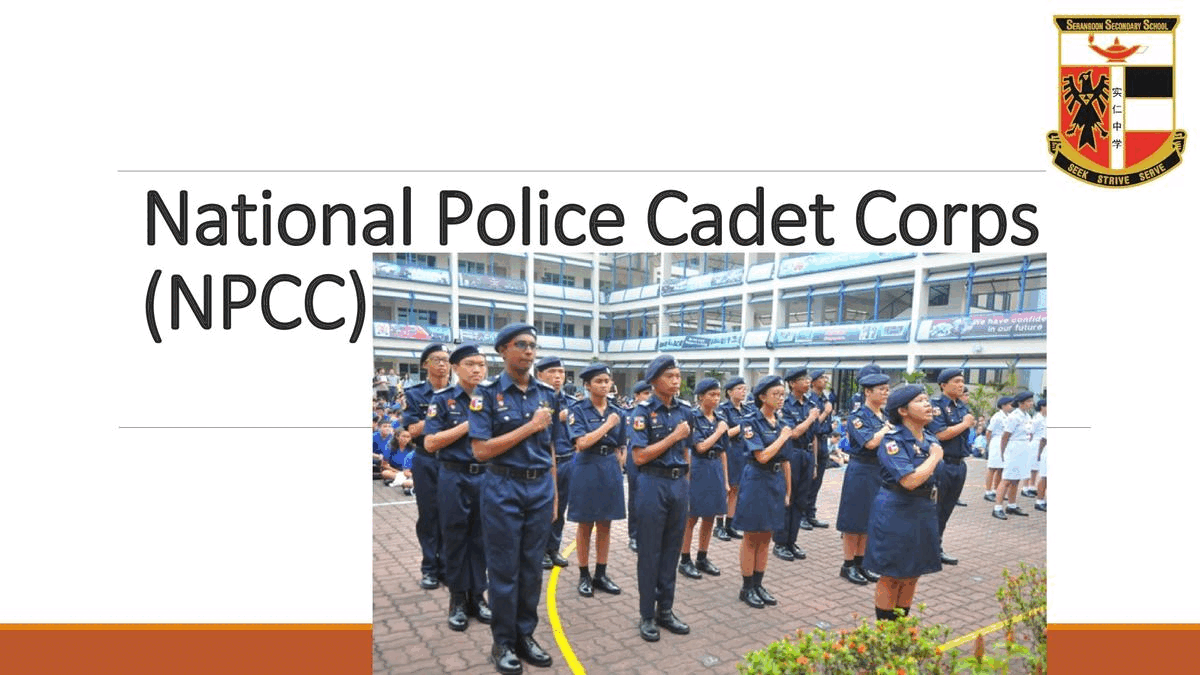 SERANGOON SECONDARY SCHOOL
实
仁
中
学
SEEK STRIVE SERVE
National Police Cadet Corps
(NPCC)
We have confide
in our future